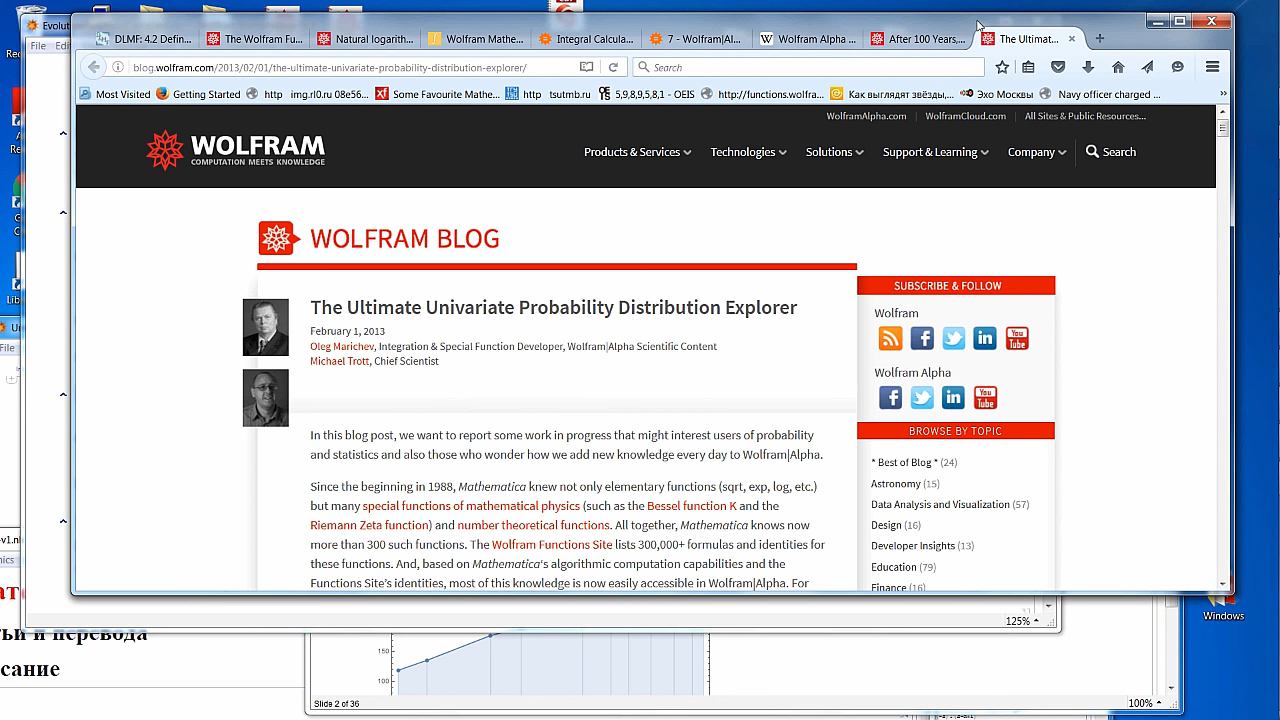 Evolut
File Edi
DLMF: 4.2 Defin...
The Wolfram Fu...
Natural logarith...
from Mathe...
Integral Calcula...
7 - Wolfram|Al...
Wolfram Alpha ...
After 100 Years,...
The Ultimat...
blog.wolfram.com/2013/02/01/the-ultimate-univariate-probability-distribution-explorer/
Search
Most Visited
Getting Started
http img.rl0.ru 08e56...
Some Favourite Mathe...
http tsutmb.ru
5,9,8,9,5,8,1 - OEIS
http://functions.wolfra...
Как выглядят звёзды,...
Эхо Москвы
Navy officer charged ...
WolframAlpha.com
WolframCloud.com
All Sites & Public Resources...
WOLFRAM
COMPUTATION MEETS KNOWLEDGE
Products & Services
Technologies
Solutions
Support & Learning
Company
Search
WOLFRAM BLOG
The Ultimate Univariate Probability Distribution Explorer
February 1, 2013
Oleg Marichev, Integration & Special Function Developer, Wolfram|Alpha Scientific Content
Michael Trott, Chief Scientist
In this blog post, we want to report some work in progress that might interest users of probability
and statistics and also those who wonder how we add new knowledge every day to Wolfram|Alpha.
Since the beginning in 1988, Mathematica knew not only elementary functions (sqrt, exp, log, etc.)
but many special functions of mathematical physics (such as the Bessel function K and the
Riemann Zeta function) and number theoretical functions. All together, Mathematica knows now
more than 300 such functions. The Wolfram Functions Site lists 300,000+ formulas and identities for
these functions. And, based on Mathematica's algorithmic computation capabilities and the
Functions Site's identities, most of this knowledge is now easily accessible in Wolfram|Alpha. For
SUBSCRIBE & FOLLOW
Wolfram
You Tube
Wolfram Alpha
You Tube
BROWSE BY TOPIC
* Best of Blog * (24)
Astronomy (15)
Data Analysis and Visualization (57)
Design (16)
Developer Insights (13)
Education (79)
Finance (16)
File
125%
Windows
и перевода
сание
150
100
Slide 2 of 36
100%